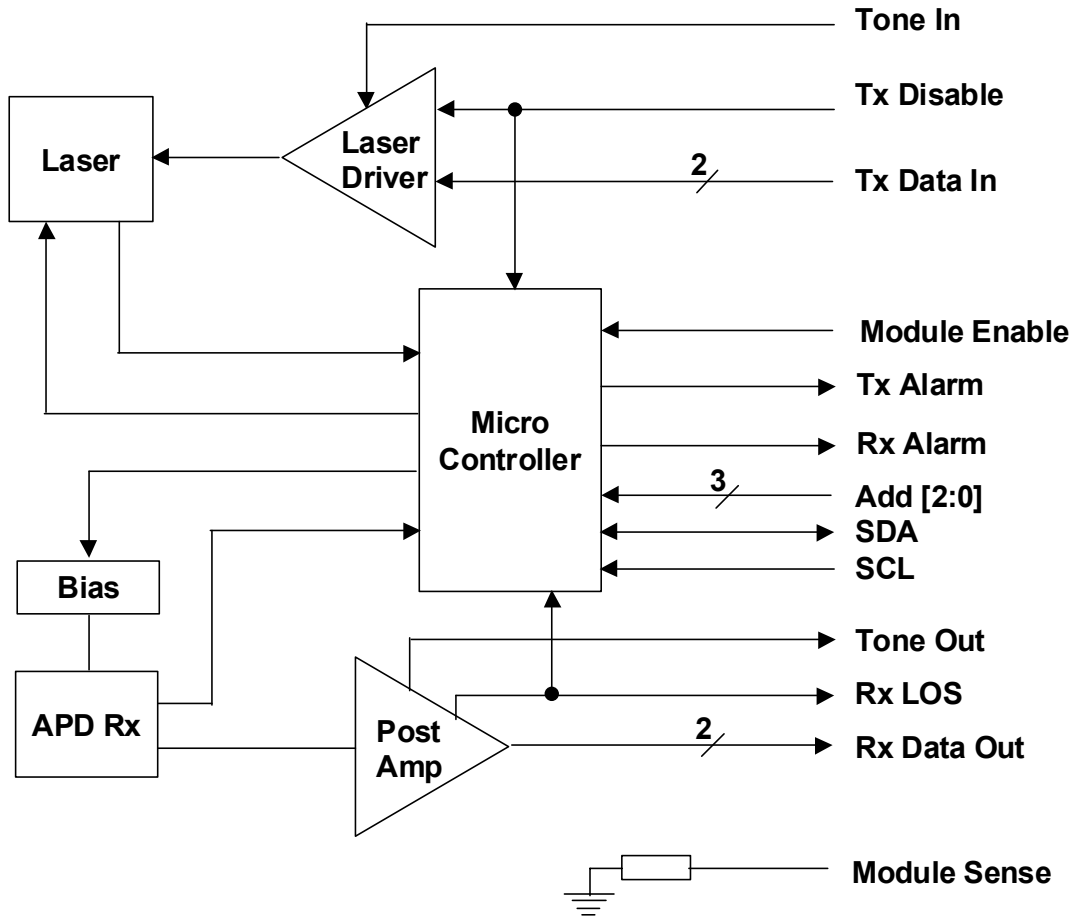 Tone In
Tx Disable
Laser
Laser
Driver
2
Tx Data In
Module Enable
Tx Alarm
Micro
Controller
Rx Alarm
3
Add [2:0]
SDA
SCL
Bias
Tone Out
APD Rx
Rx LOS
Post
Amp
2
Rx Data Out
Module Sense